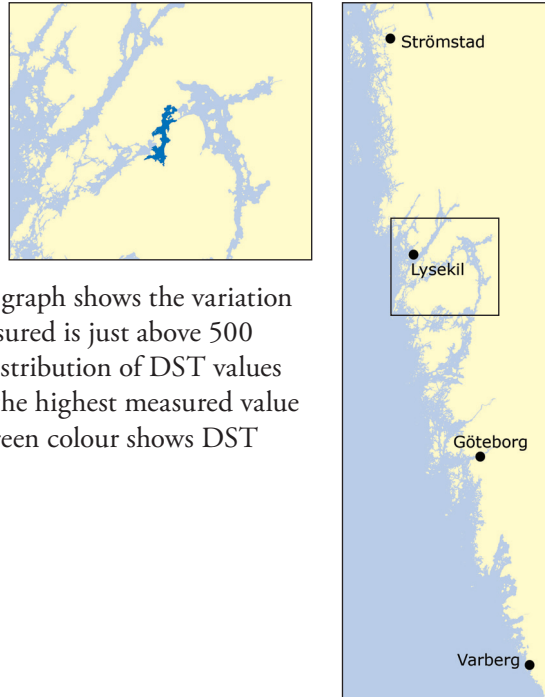 graph shows the variation
sured is just above 500
stribution of DST values
he highest measured value
reen colour shows DST
Strömstad
Lysekil
Göteborg
Varberg